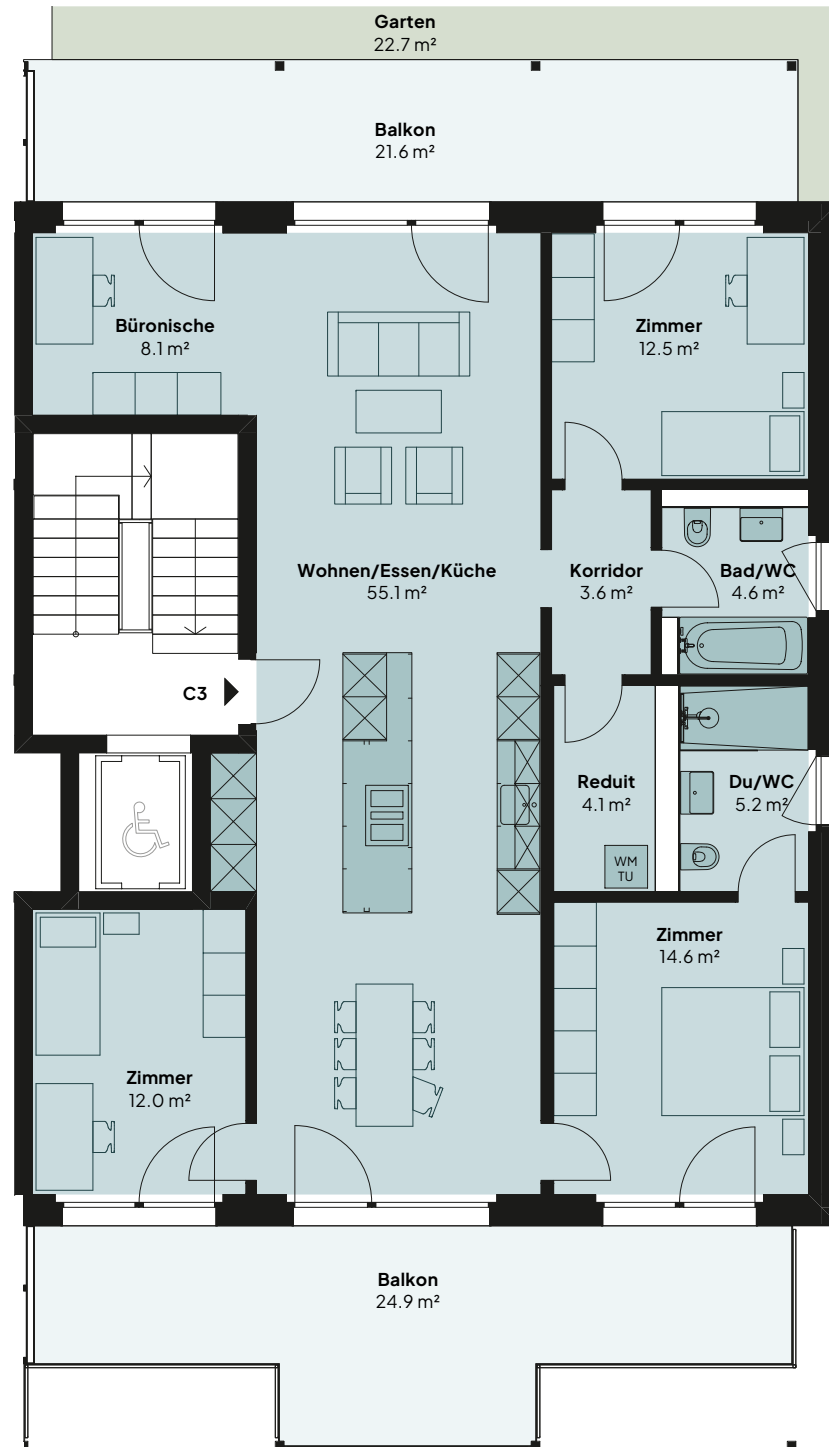 Garten
22.7 m²
Balkon
21.6 m²
Büronische
8.1 m²
Zimmer
12.5 m²
Wohnen/Essen/Küche
55.1 m²
Korridor
3.6 m²
Bad/WC
4.6 m²
C3
Reduit
4.1 m²
Du/WC
5.2 m²
WM
TU
Zimmer
14.6 m²
Zimmer
12.0 m²
Balkon
24.9 m²